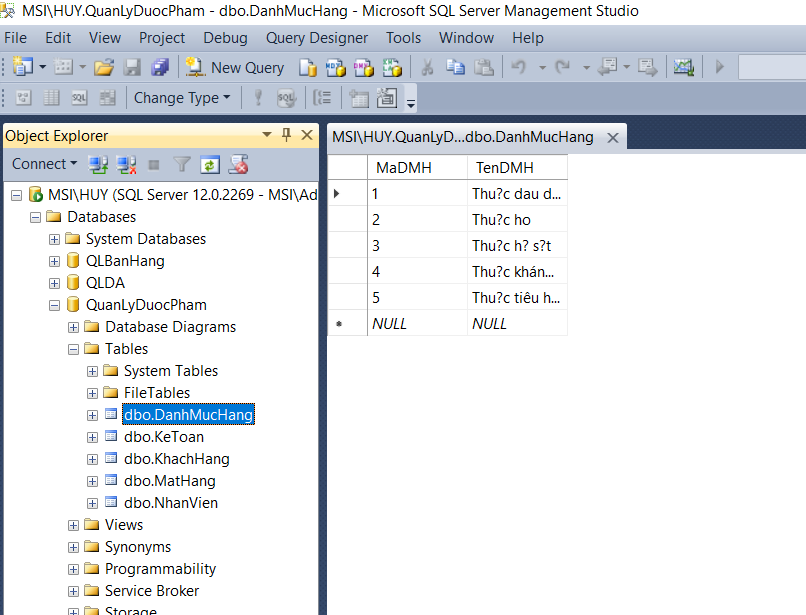 MSI\HUY.QuanLyDuocPham - dbo.DanhMucHang - Microsoft SQL Server Management Studio
File Edit View Project Debug Query Designer Tools Window Help
New Query
Change Type
Object Explorer
Connect
MSI\HUY (SQL Server 12.0.2269 - MSI\Ad
Databases
System Databases
QLBanHang
QLDA
QuanLyDuocPham
Database Diagrams
Tables
System Tables
FileTables
dbo.DanhMucHang
dbo.KeToan
dbo.KhachHang
dbo.MatHang
dbo.NhanVien
Views
Synonyms
Programmability
Service Broker
Storage
MSI\HUY.QuanLyD...dbo.DanhMucHang
MaDMH TenDMH
1 Thu?c dau d...
2 Thu?c ho
3 Thu?c h? s?t
4 Thu?c khán...
5 Thu?c tiêu h...
NULL NULL